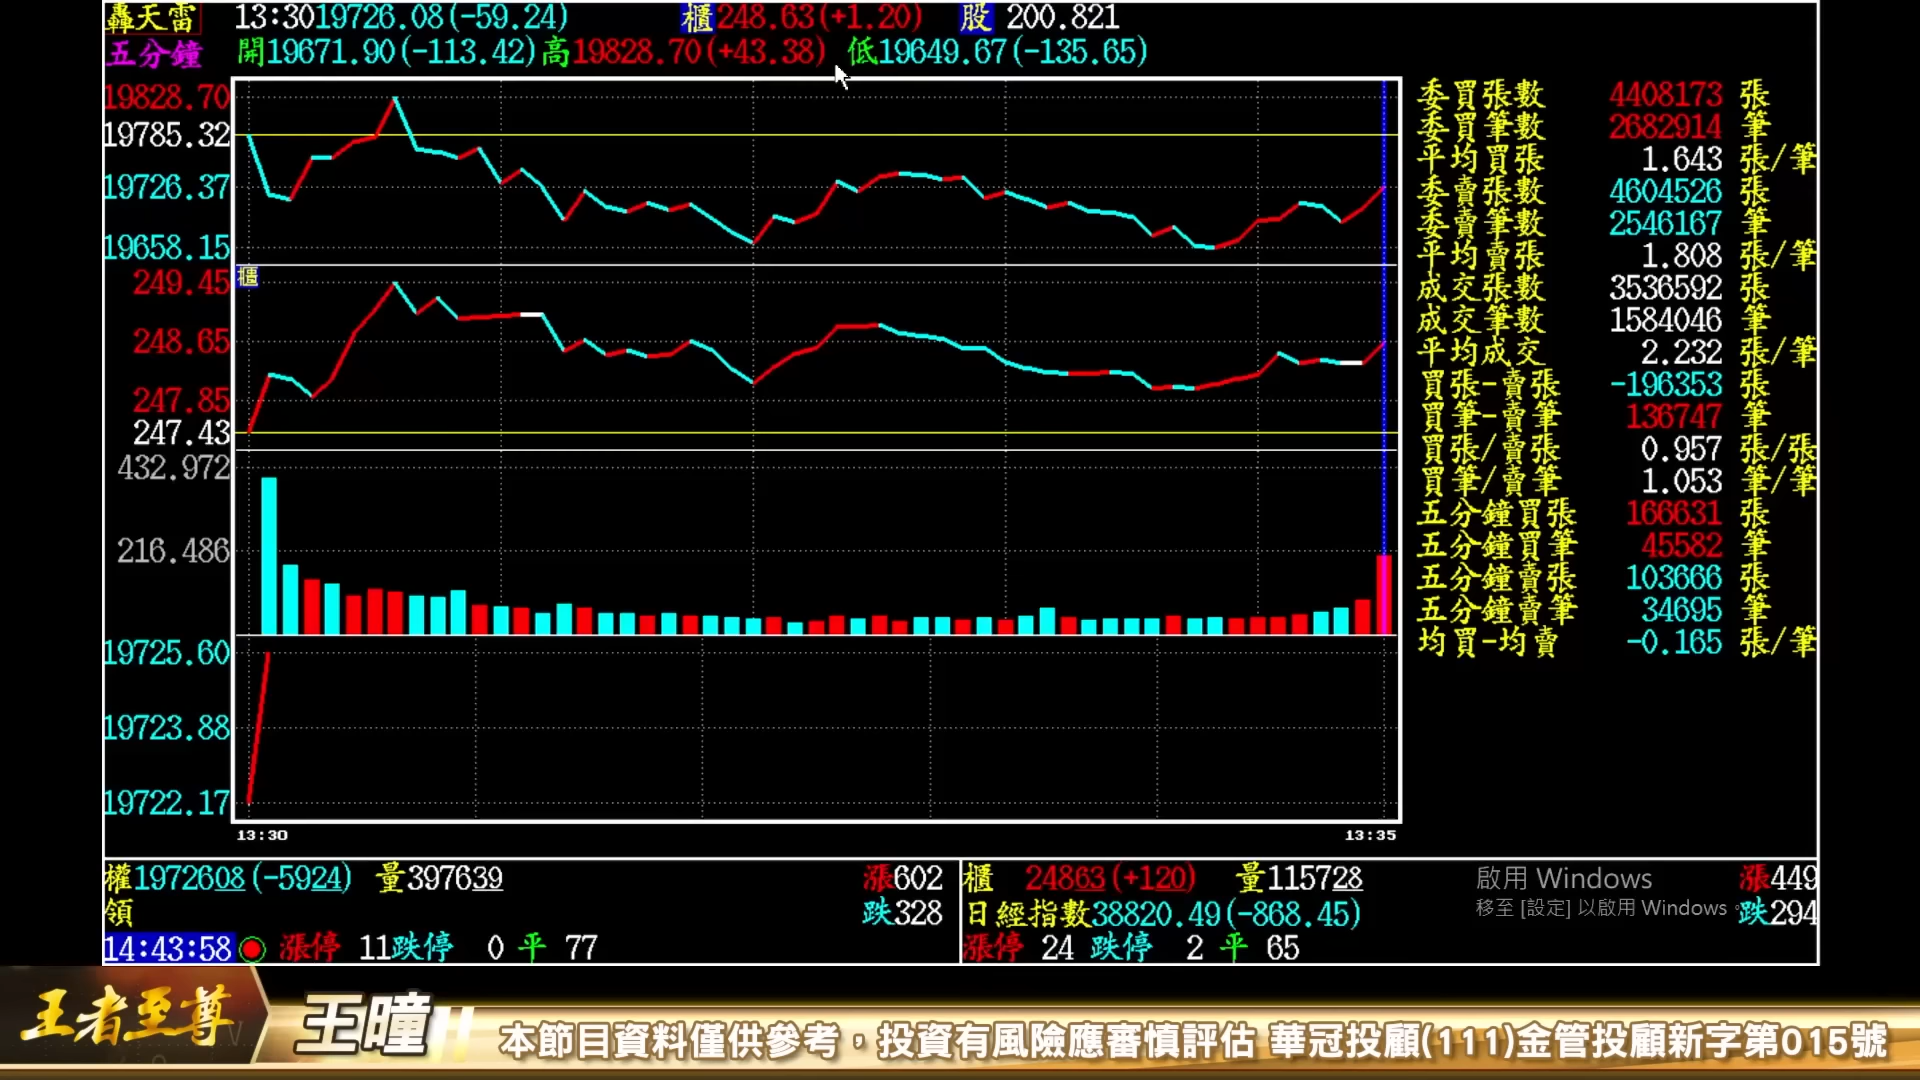 轟天雷 13:30 19726.08(-59.24) 櫃248.63(+1.20) 股 200.821
五分鐘 開19671.90(-113.42)高19828.70(+43.38) 低19649.67(-135.65)
19828.70
19785.32
19726.37
19658.15
櫃
249.45
248.65
247.85
247.43
432.972
216.486
19725.60
19723.88
19722.17
13:30 13:35
委買張數 4408173 張
委買筆數 2682914 筆
平均買張 1.643 張/筆
委賣張數 4604526 張
委賣筆數 2546167 筆
平均賣張 1.808 張/筆
成交張數 3536592 張
成交筆數 1584046 筆
平均成交 2.232 張/筆
買張-賣張 -196353 張
買筆-賣筆 136747 筆
買張/賣張 0.957 張/張
買筆/賣筆 1.053 筆/筆
五分鐘買張 166631 張
五分鐘買筆 45582 筆
五分鐘賣張 103666 張
五分鐘賣筆 34695 筆
均買-均賣 -0.165 張/筆
權1972608(-5924) 量397639 漲602
領 跌328
14:43:58 漲停 11跌停 0 平 77
櫃 24863(+120) 量115728 漲449
日經指數38820.49(-868.45) 跌294
漲停 24 跌停 2 平 65
啟用 Windows
移至 [設定] 以啟用 Windows。
王者至尊
王曈
本節目資料僅供參考，投資有風險應審慎評估 華冠投顧(111)金管投顧新字第015號